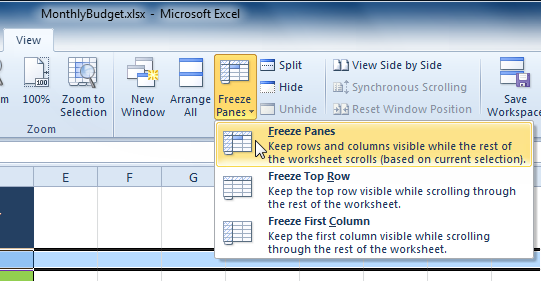 MonthlyBudget.xlsx - Microsoft Excel
View
100%
Zoom to
Selection
Zoom
New
Window
Arrange
All
Freeze
Panes
Split
Hide
Unhide
View Side by Side
Synchronous Scrolling
Reset Window Position
Save
Workspace
Freeze Panes
Keep rows and columns visible while the rest of
the worksheet scrolls (based on current selection).
Freeze Top Row
Keep the top row visible while scrolling through
the rest of the worksheet.
Freeze First Column
Keep the first column visible while scrolling
through the rest of the worksheet.
E F G